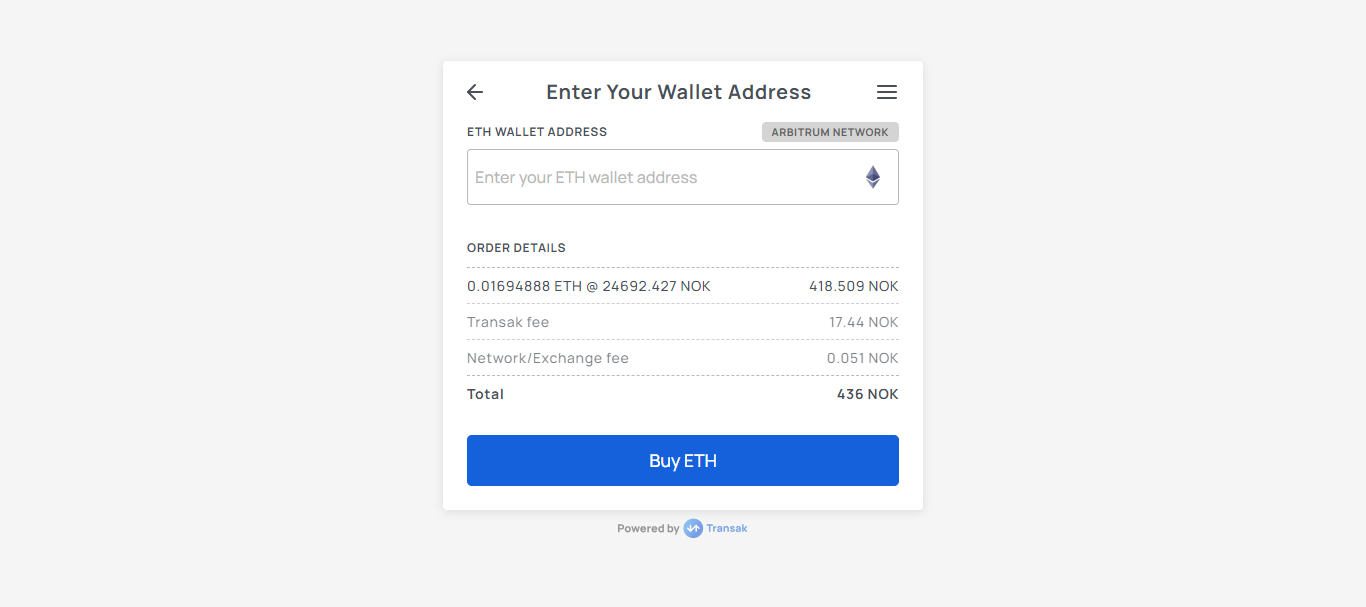 Enter Your Wallet Address
ETH WALLET ADDRESS ARBITRUM NETWORK
Enter your ETH wallet address
ORDER DETAILS
0.01694888 ETH @ 24692.427 NOK 418.509 NOK
Transak fee 17.44 NOK
Network/Exchange fee 0.051 NOK
Total 436 NOK
Buy ETH
Powered by Transak